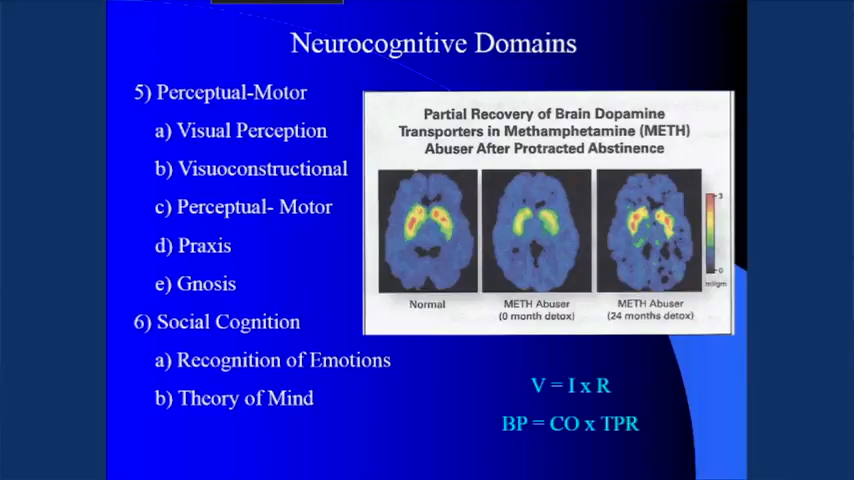 Neurocognitive Domains
5) Perceptual-Motor
a) Visual Perception
b) Visuoconstructional
c) Perceptual- Motor
d) Praxis
e) Gnosis
6) Social Cognition
a) Recognition of Emotions
b) Theory of Mind
Partial Recovery of Brain Dopamine
Transporters in Methamphetamine (METH)
Abuser After Protracted Abstinence
3
0
ml/gm
Normal
METH Abuser
(0 month detox)
METH Abuser
(24 months detox)
V = I x R
BP = CO x TPR